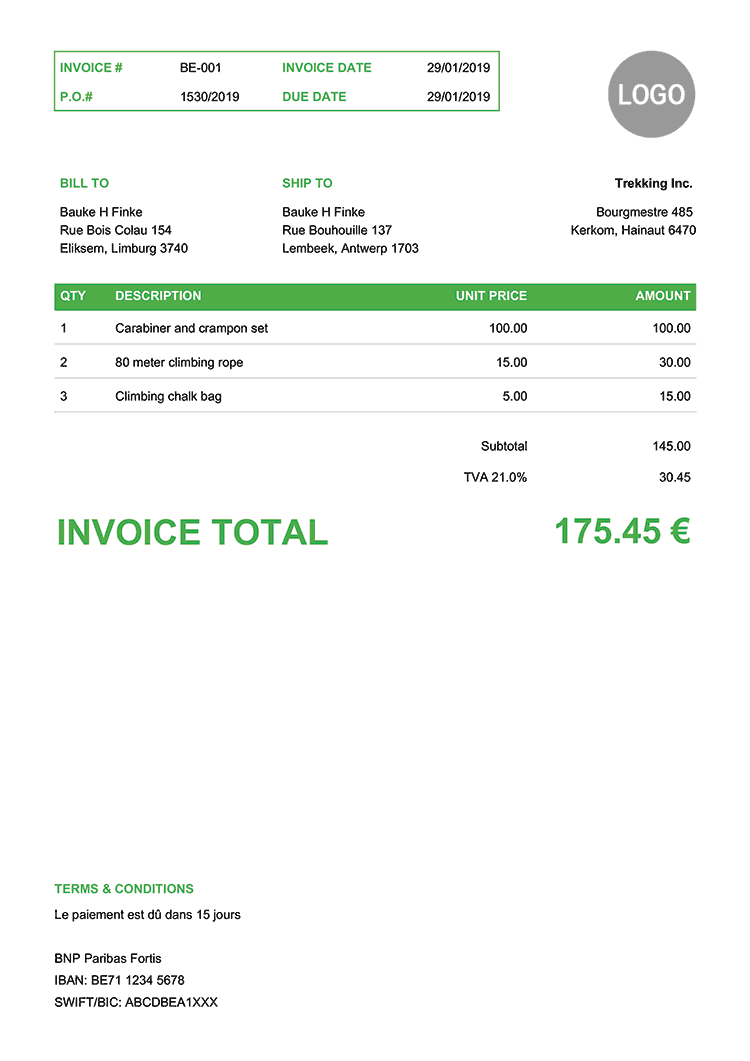 INVOICE # BE-001 INVOICE DATE 29/01/2019
P.O.# 1530/2019 DUE DATE 29/01/2019
LOGO
BILL TO SHIP TO Trekking Inc.
Bauke H Finke Bauke H Finke Bourgmestre 485
Rue Bois Colau 154 Rue Bouhouille 137 Kerkom, Hainaut 6470
Eliksem, Limburg 3740 Lembeek, Antwerp 1703
QTY DESCRIPTION UNIT PRICE AMOUNT
1 Carabiner and crampon set 100.00 100.00
2 80 meter climbing rope 15.00 30.00
3 Climbing chalk bag 5.00 15.00
Subtotal 145.00
TVA 21.0% 30.45
INVOICE TOTAL 175.45 €
TERMS & CONDITIONS
Le paiement est dû dans 15 jours
BNP Paribas Fortis
IBAN: BE71 1234 5678
SWIFT/BIC: ABCDBEA1XXX